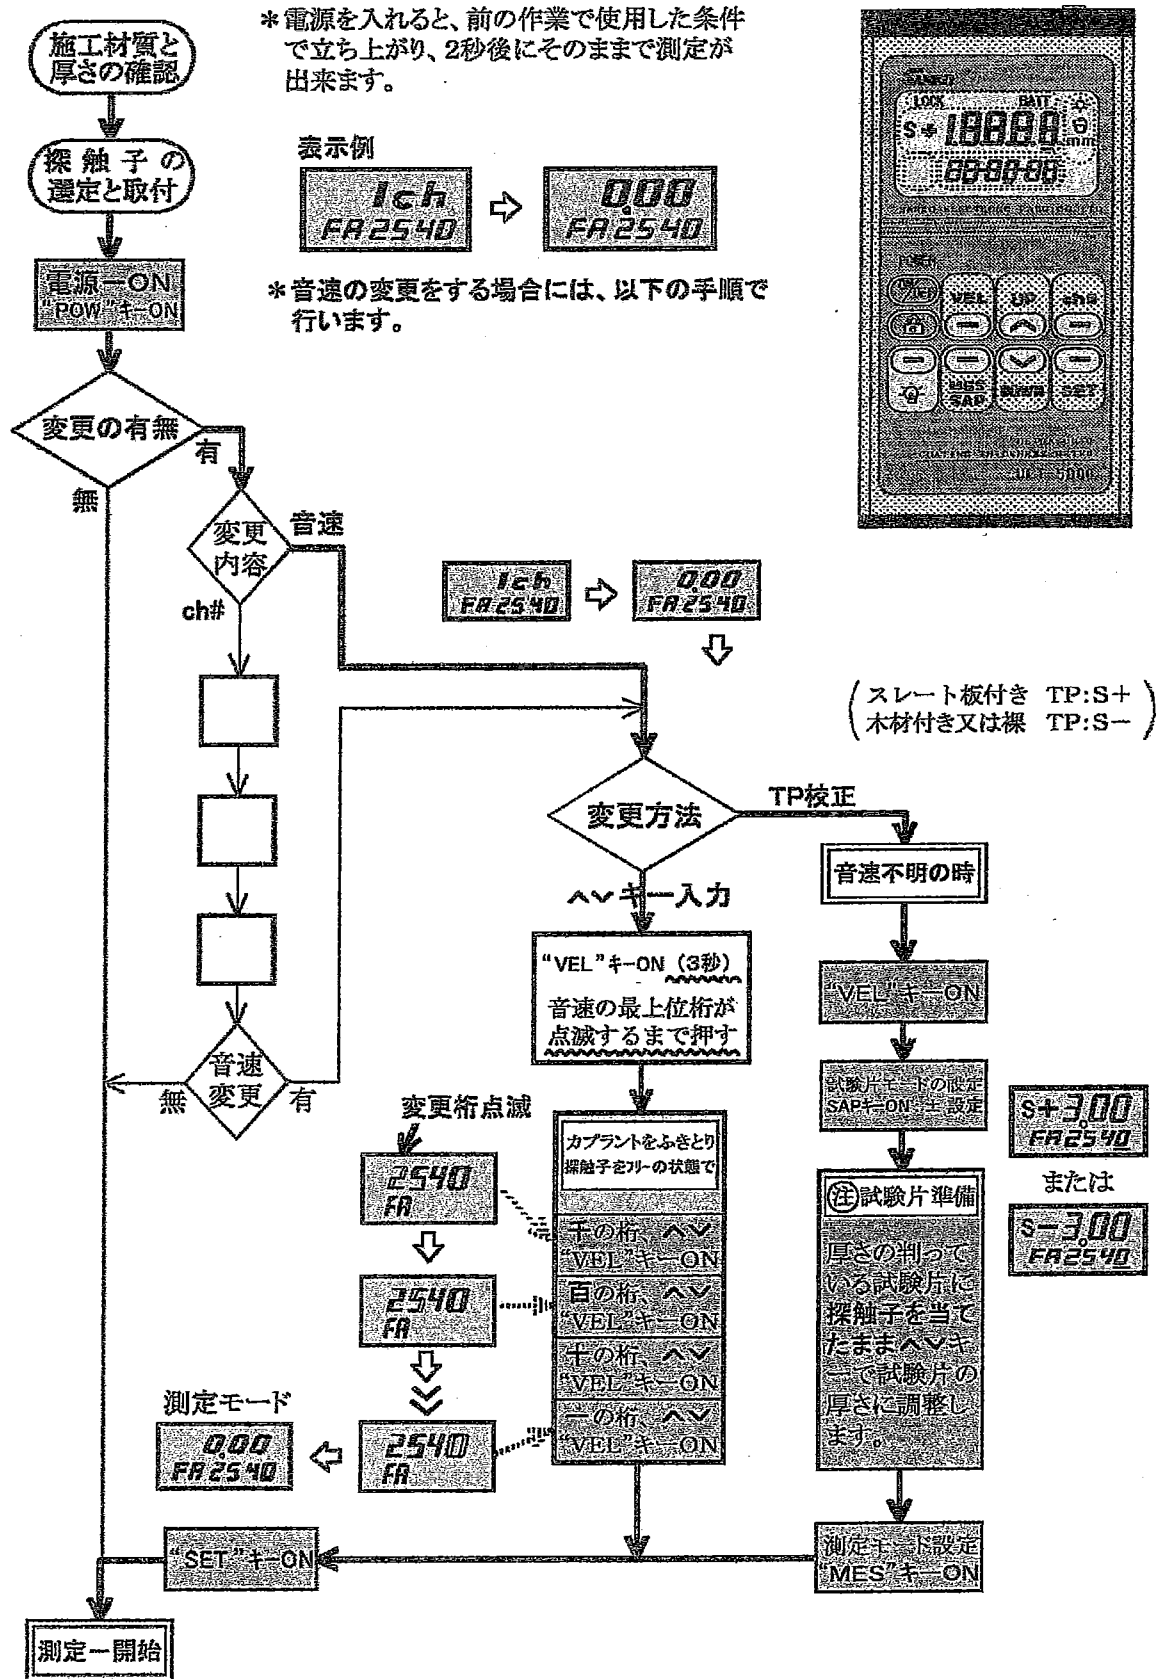 施工材質と
厚さの確認
探触子の
選定と取付
電源ーON
“POW”キーON
*電源を入れると、前の作業で使用した条件
で立ち上がり、2秒後にそのままで測定が
出来ます。
表示例
1ch
FA2540
0.00
FA2540
*音速の変更をする場合には、以下の手順で
行います。
LOCK BATT
S+ 1.8.8.8.8 mm
88-88-88
POWER
ON/OFF
VEL UP ch#
MES
SAP
DOWN SET
変更の有無
有
無
変更
内容
音速
ch#
1ch
FA2540
0.00
FA2540
(スレート板付き TP:S+
木材付き又は裸 TP:S−)
変更方法
TP校正
音速不明の時
“VEL”キーON
試験片モードの設定
SAPキーON ± 設定
S+3.00
FA2540
または
S−3.00
FA2540
注 試験片準備
厚さの判って
いる試験片に
探触子を当て
たまま∧∨キ
ーで試験片の
厚さに調整し
ます。
測定モード設定
“MES”キーON
∧∨キー入力
“VEL”キーON(3秒)
音速の最上位桁が
点滅するまで押す
カプラントをふきとり
探触子をフリーの状態で
千の桁、∧∨
“VEL”キーON
百の桁、∧∨
“VEL”キーON
十の桁、∧∨
“VEL”キーON
一の桁、∧∨
“VEL”キーON
音速
変更
無
有
変更桁点滅
2540
FA
2540
FA
2540
FA
測定モード
0.00
FA2540
“SET”キーON
測定ー開始